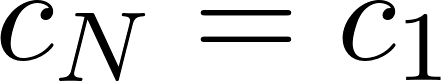 c_N = c_1